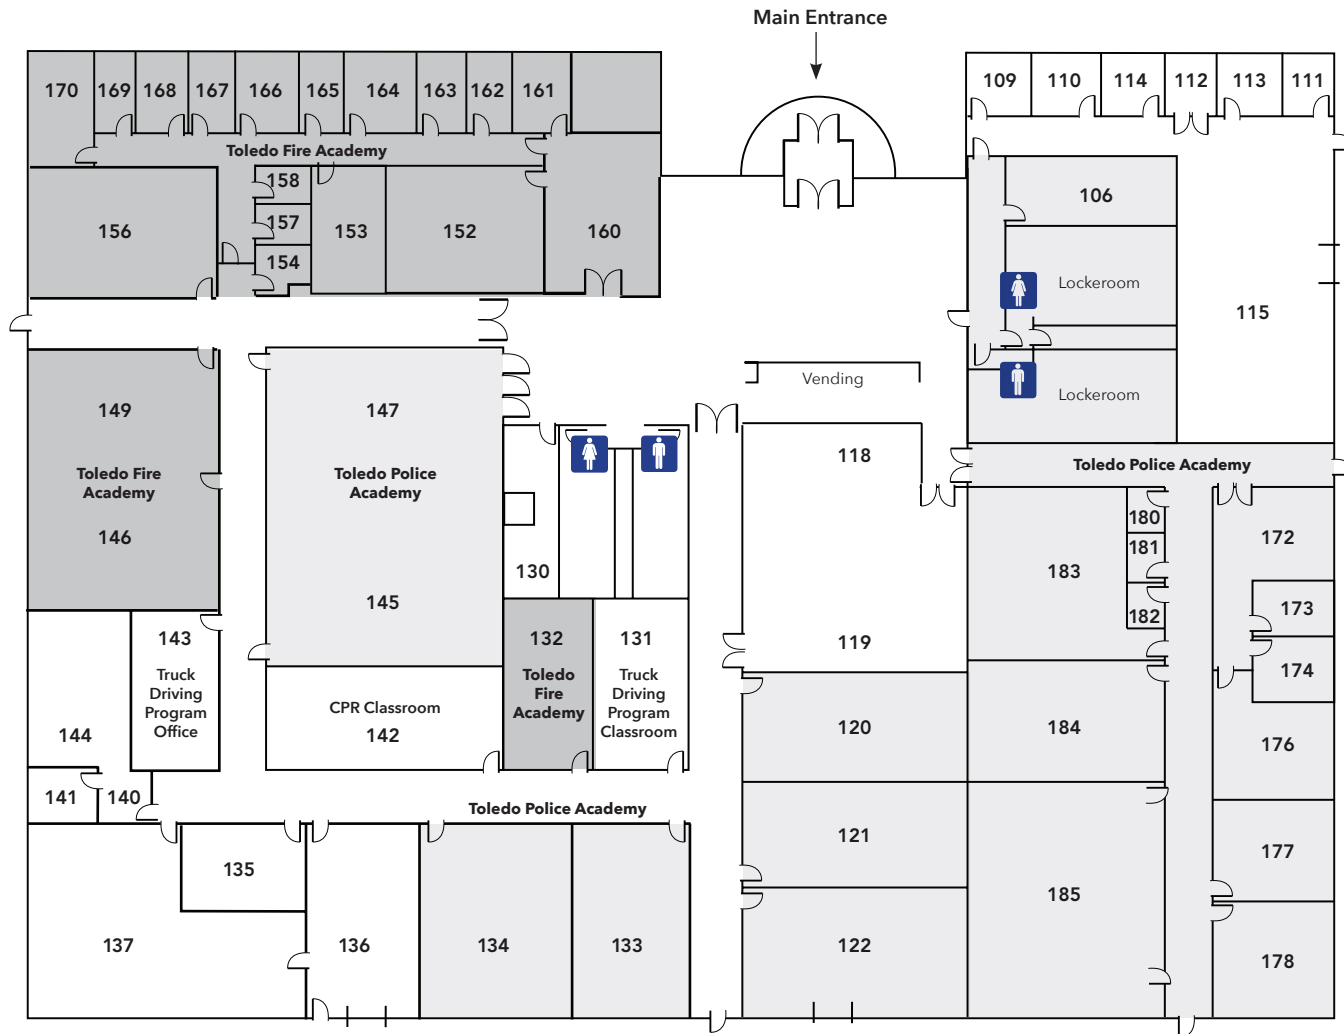 Main Entrance
170
169
168
167
166
165
164
163
162
161
109
110
114
112
113
111
Toledo Fire Academy
158
157
154
156
153
152
160
106
Lockeroom
115
Vending
Lockeroom
149
Toledo Fire
Academy
146
147
Toledo Police
Academy
145
118
Toledo Police Academy
130
180
181
182
183
172
173
174
143
Truck
Driving
Program
Office
132
Toledo
Fire
Academy
131
Truck
Driving
Program
Classroom
119
CPR Classroom
142
144
120
184
176
141
140
Toledo Police Academy
121
177
135
185
137
136
134
133
122
178